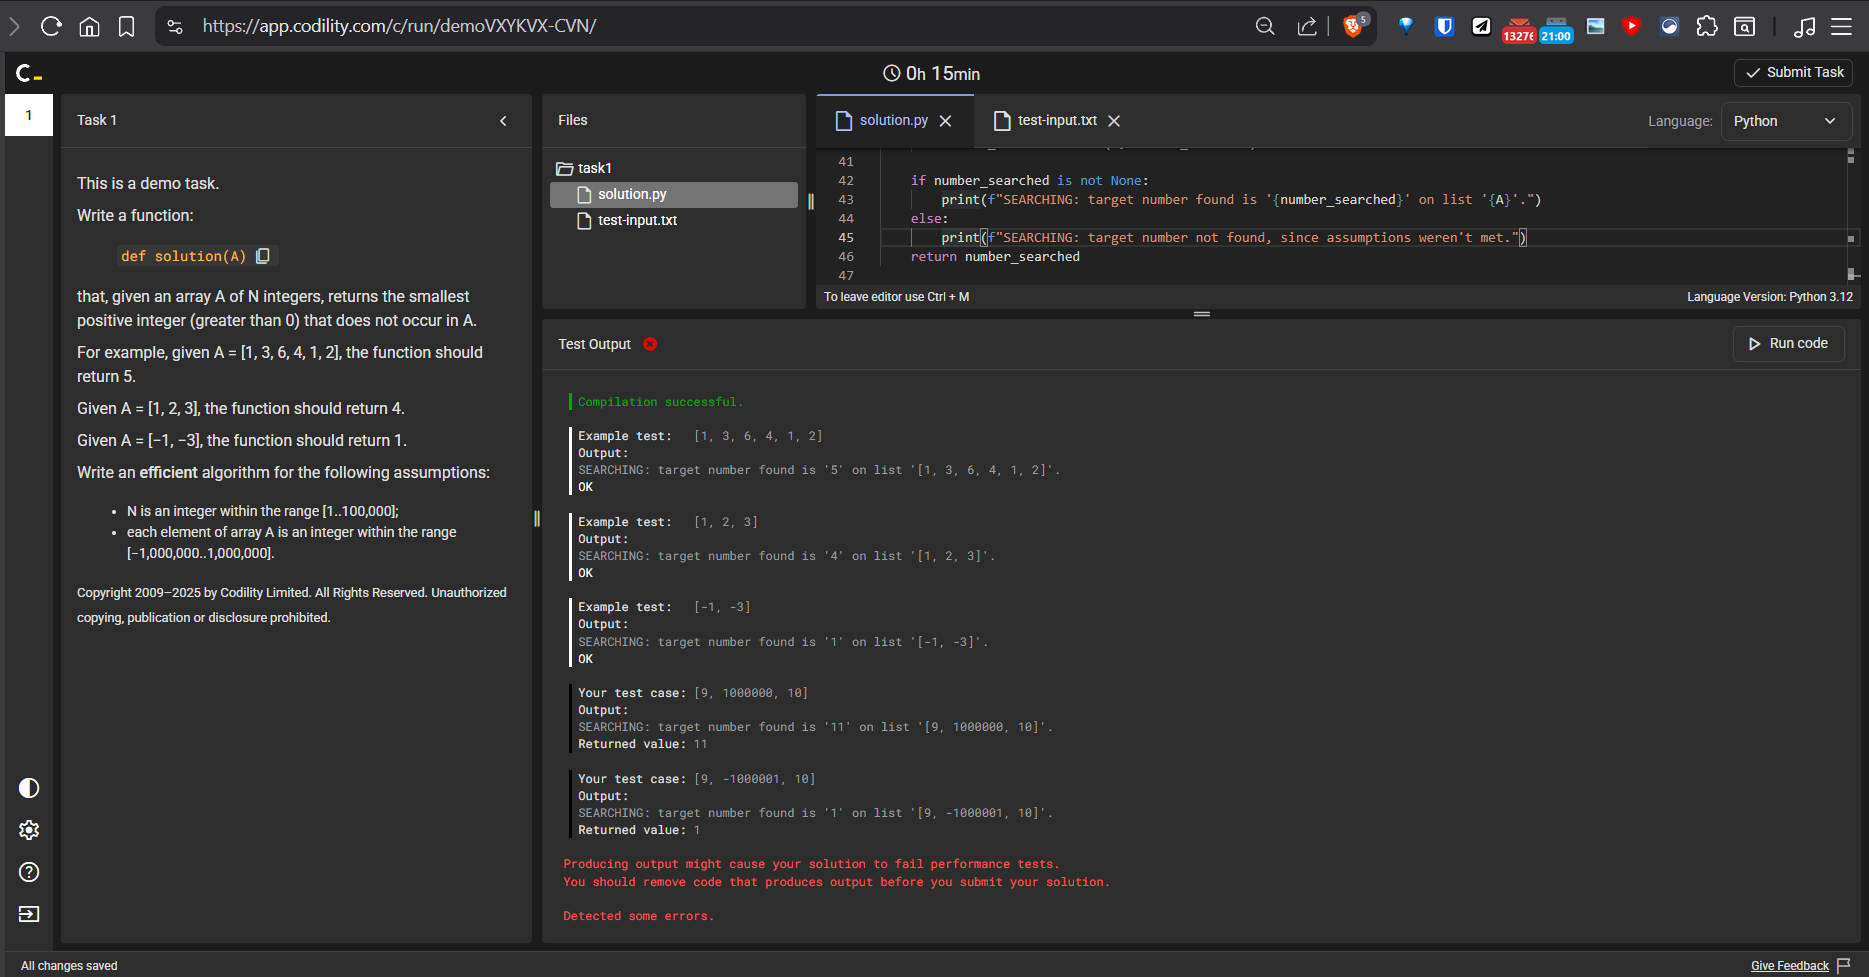 https://app.codility.com/c/run/demoVXYKVX-CVN/
5
13276
21:00
C_
0h 15min
Submit Task
1
Task 1
This is a demo task.
Write a function:
def solution(A)
that, given an array A of N integers, returns the smallest
positive integer (greater than 0) that does not occur in A.
For example, given A = [1, 3, 6, 4, 1, 2], the function should
return 5.
Given A = [1, 2, 3], the function should return 4.
Given A = [−1, −3], the function should return 1.
Write an efficient algorithm for the following assumptions:
• N is an integer within the range [1..100,000];
• each element of array A is an integer within the range
[−1,000,000..1,000,000].
Copyright 2009–2025 by Codility Limited. All Rights Reserved. Unauthorized
copying, publication or disclosure prohibited.
Files
task1
solution.py
test-input.txt
solution.py
test-input.txt
Language:
Python
41
42 if number_searched is not None:
43 print(f"SEARCHING: target number found is '{number_searched}' on list '{A}'.")
44 else:
45 print(f"SEARCHING: target number not found, since assumptions weren't met.")
46 return number_searched
47
To leave editor use Ctrl + M
Language Version: Python 3.12
Test Output
Run code
Compilation successful.
Example test: [1, 3, 6, 4, 1, 2]
Output:
SEARCHING: target number found is '5' on list '[1, 3, 6, 4, 1, 2]'.
OK
Example test: [1, 2, 3]
Output:
SEARCHING: target number found is '4' on list '[1, 2, 3]'.
OK
Example test: [-1, -3]
Output:
SEARCHING: target number found is '1' on list '[-1, -3]'.
OK
Your test case: [9, 1000000, 10]
Output:
SEARCHING: target number found is '11' on list '[9, 1000000, 10]'.
Returned value: 11
Your test case: [9, -1000001, 10]
Output:
SEARCHING: target number found is '1' on list '[9, -1000001, 10]'.
Returned value: 1
Producing output might cause your solution to fail performance tests.
You should remove code that produces output before you submit your solution.
Detected some errors.
All changes saved
Give Feedback